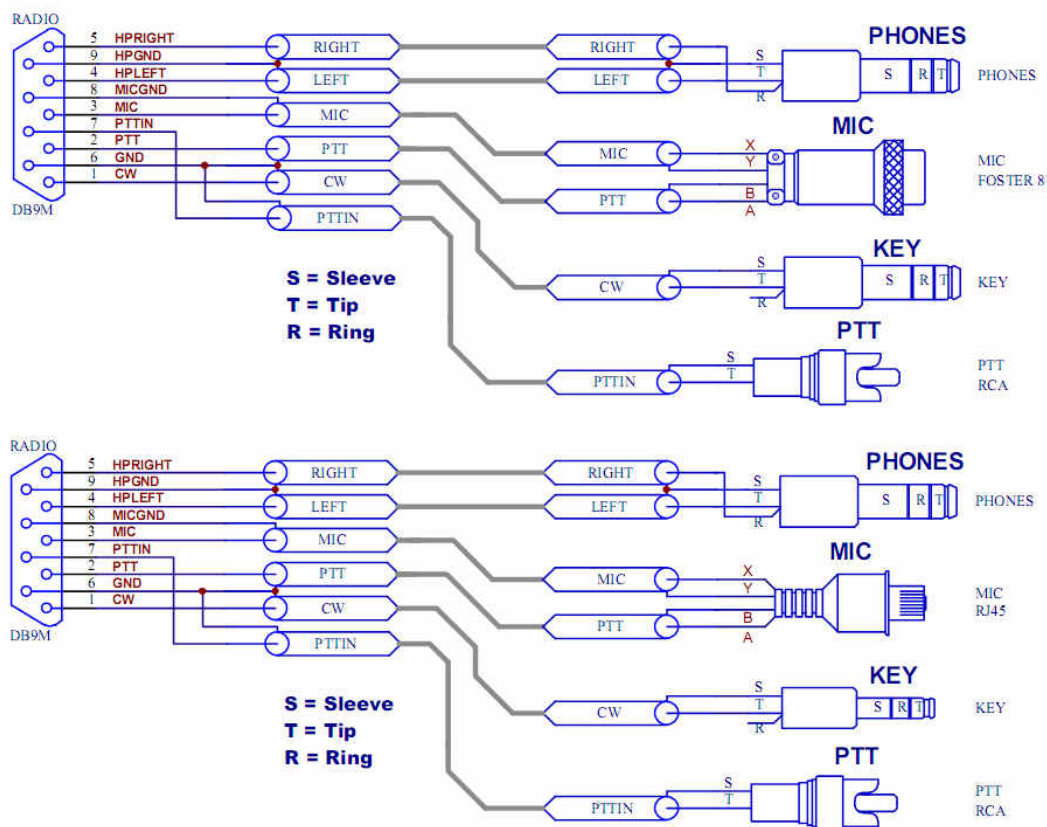 RADIO
5 HPRIGHT
9 HPGND
4 HPLEFT
8 MICGND
3 MIC
7 PTTIN
2 PTT
6 GND
1 CW
DB9M
RIGHT
LEFT
MIC
PTT
CW
PTTIN
S = Sleeve
T = Tip
R = Ring
RIGHT
LEFT
S
T
R
PHONES
S R T
PHONES
MIC
PTT
X
Y
B
A
MIC
MIC
FOSTER 8
CW
S
T
R
KEY
S R T
KEY
PTTIN
S
T
PTT
PTT
RCA
RADIO
5 HPRIGHT
9 HPGND
4 HPLEFT
8 MICGND
3 MIC
7 PTTIN
2 PTT
6 GND
1 CW
DB9M
RIGHT
LEFT
MIC
PTT
CW
PTTIN
S = Sleeve
T = Tip
R = Ring
RIGHT
LEFT
S
T
R
PHONES
S R T
PHONES
MIC
PTT
X
Y
B
A
MIC
MIC
RJ45
CW
S
T
R
KEY
S R T
KEY
PTTIN
S
T
PTT
PTT
RCA